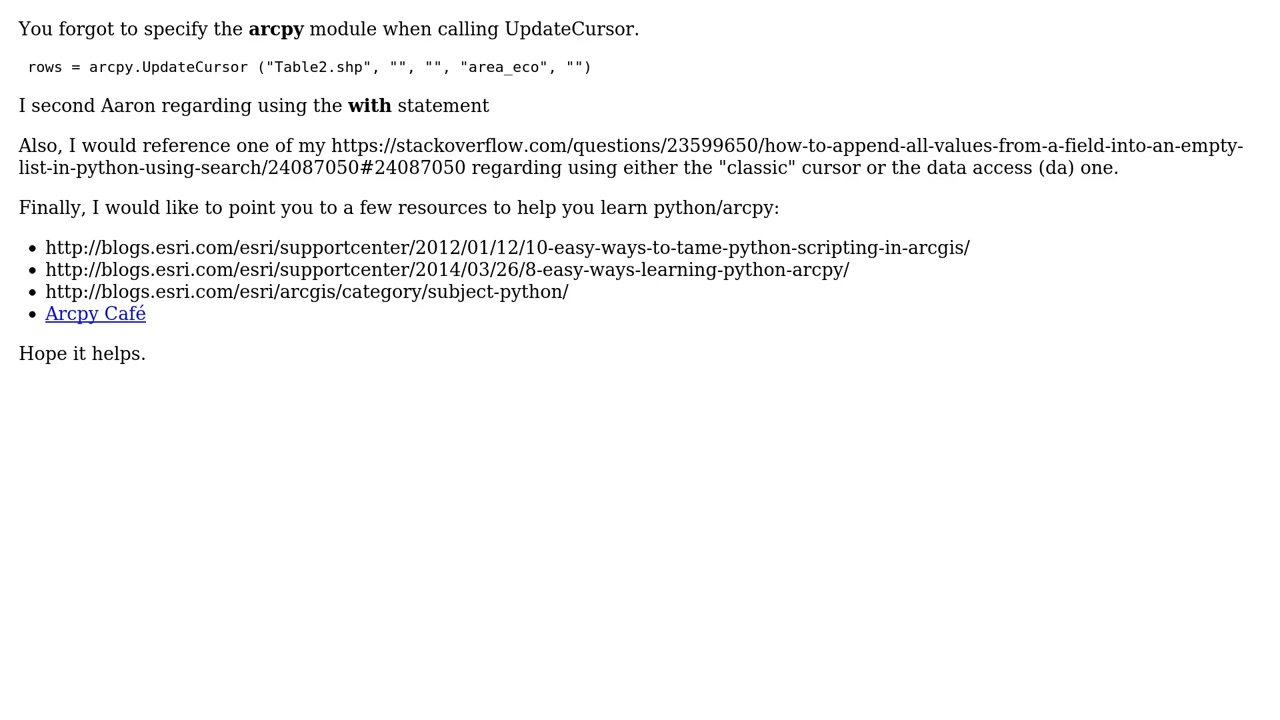 You forgot to specify the arcpy module when calling UpdateCursor.
rows = arcpy.UpdateCursor ("Table2.shp", "", "", "area_eco", "")
I second Aaron regarding using the with statement
Also, I would reference one of my https://stackoverflow.com/questions/23599650/how-to-append-all-values-from-a-field-into-an-empty-
list-in-python-using-search/24087050#24087050 regarding using either the "classic" cursor or the data access (da) one.
Finally, I would like to point you to a few resources to help you learn python/arcpy:
• http://blogs.esri.com/esri/supportcenter/2012/01/12/10-easy-ways-to-tame-python-scripting-in-arcgis/
• http://blogs.esri.com/esri/supportcenter/2014/03/26/8-easy-ways-learning-python-arcpy/
• http://blogs.esri.com/esri/arcgis/category/subject-python/
• Arcpy Café
Hope it helps.